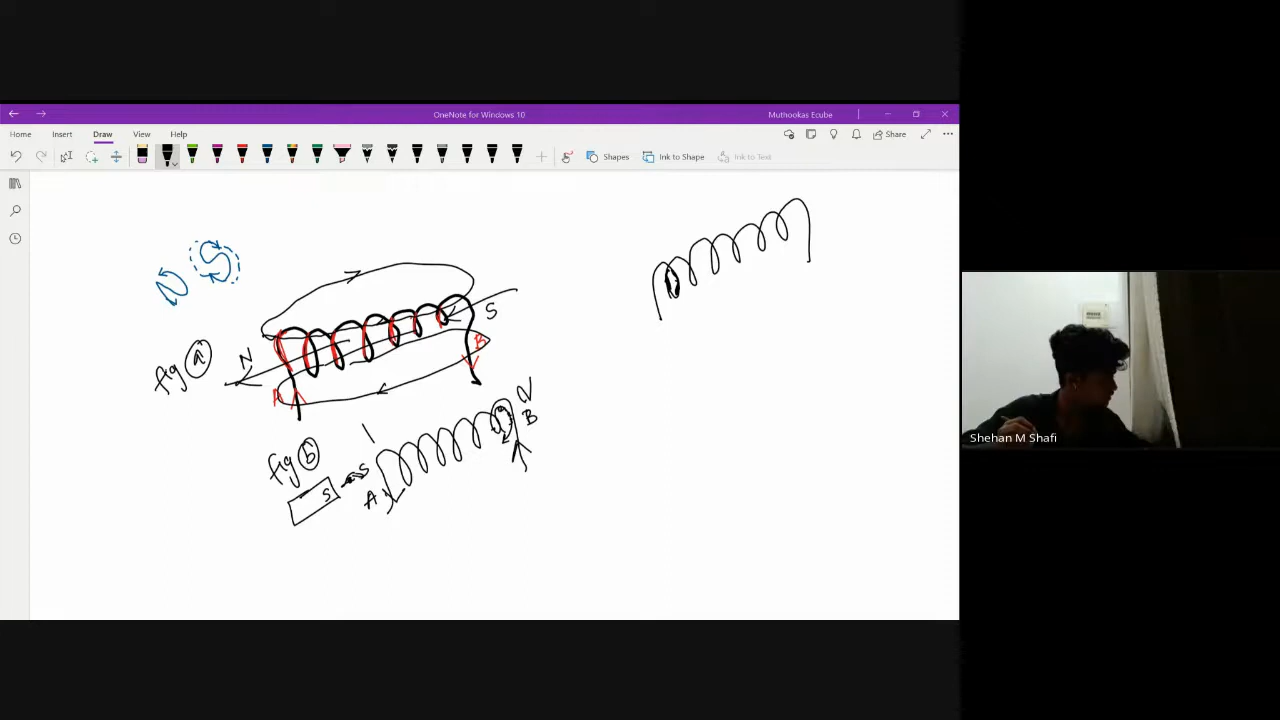 OneNote for Windows 10
Muthookas Ecube
Home Insert Draw View Help
Share
Shapes Ink to Shape Ink to Text
N S
N S
fig a
A B
N
B
fig b
S S
A
Shehan M Shafi